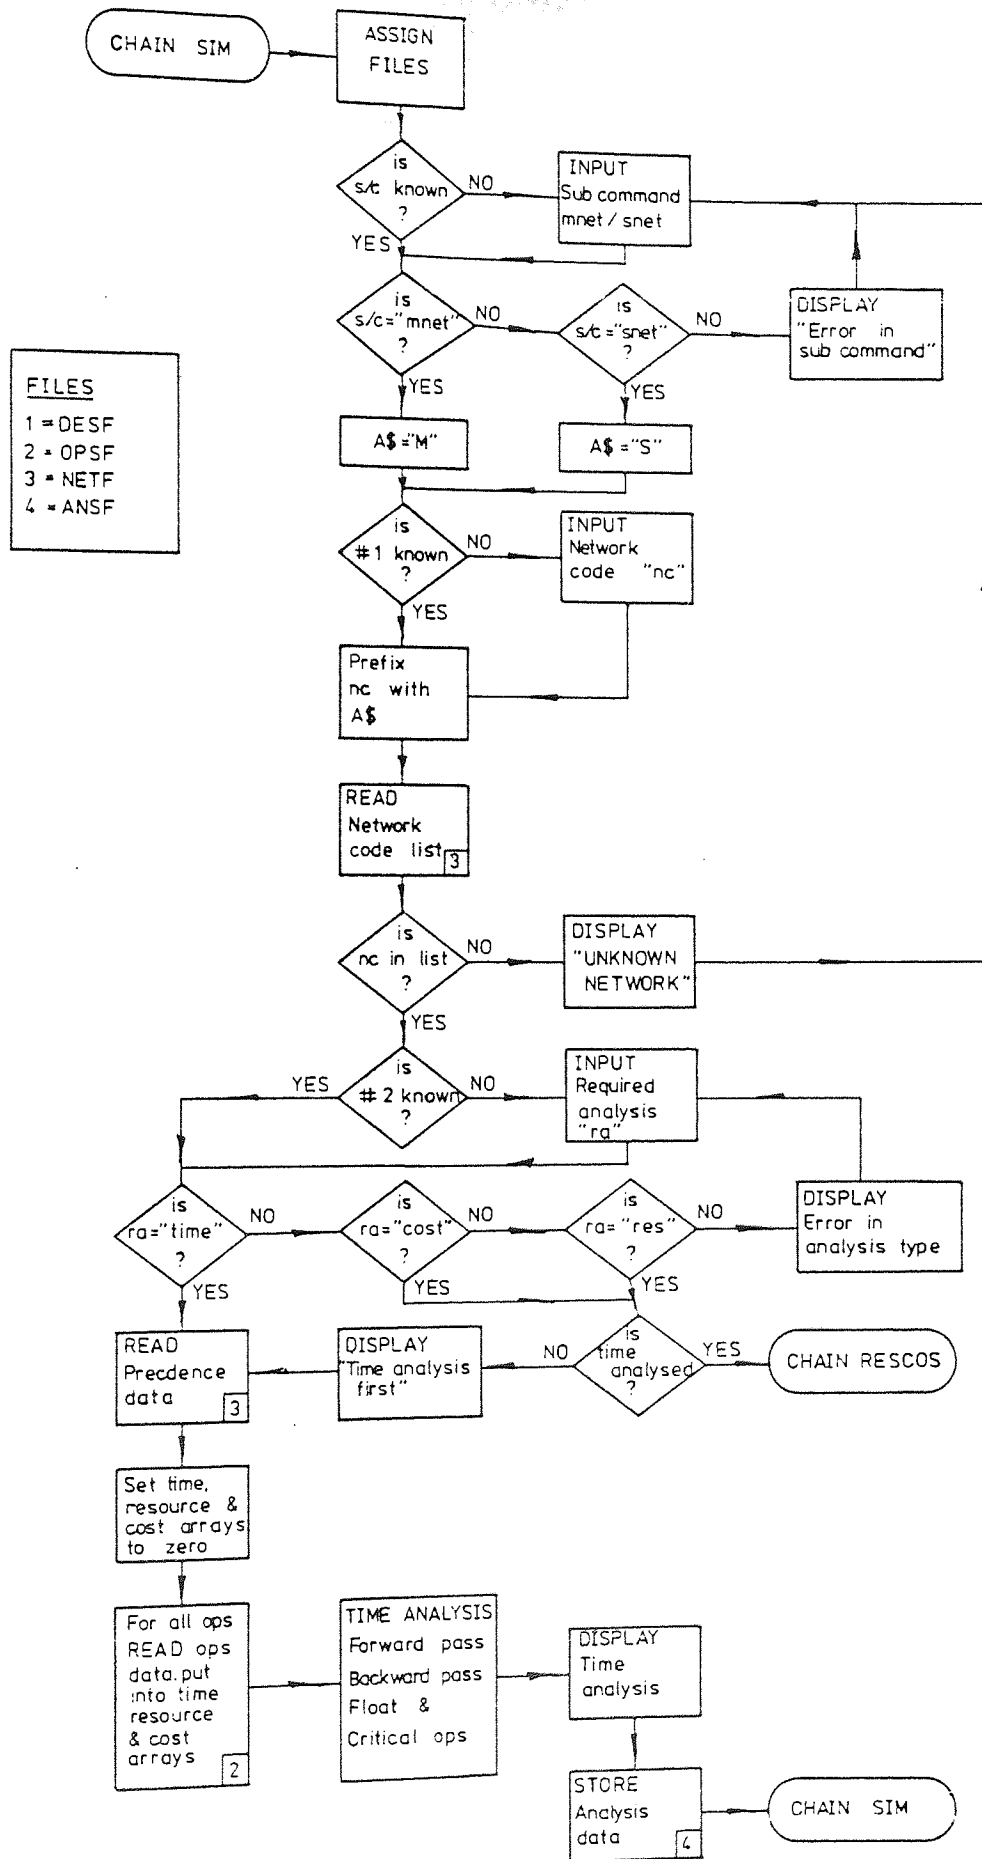 CHAIN SIM
ASSIGN
FILES
is
s/c known
?
NO
YES
INPUT
Sub command
mnet / snet
is
s/c="mnet"
?
NO
YES
is
s/c="snet"
?
NO
YES
DISPLAY
"Error in
sub command"
FILES
1 = DESF
2 = OPSF
3 = NETF
4 = ANSF
A$="M"
A$="S"
is
#1 known
?
NO
YES
INPUT
Network
code "nc"
Prefix
nc with
A$
READ
Network
code list
3
is
nc in list
?
NO
YES
DISPLAY
"UNKNOWN
NETWORK"
is
#2 known
?
YES
NO
INPUT
Required
analysis
"ra"
is
ra="time"
?
NO
YES
is
ra="cost"
?
NO
YES
is
ra="res"
?
NO
YES
DISPLAY
Error in
analysis type
READ
Precdence
data
3
DISPLAY
"Time analysis
first"
NO
is
time
analysed
?
YES
CHAIN RESCOS
Set time,
resource &
cost arrays
to zero
For all ops
READ ops
data.put
into time
resource
& cost
arrays
2
TIME ANALYSIS
Forward pass
Backward pass
Float &
Critical ops
DISPLAY
Time
analysis
STORE
Analysis
data
4
CHAIN SIM